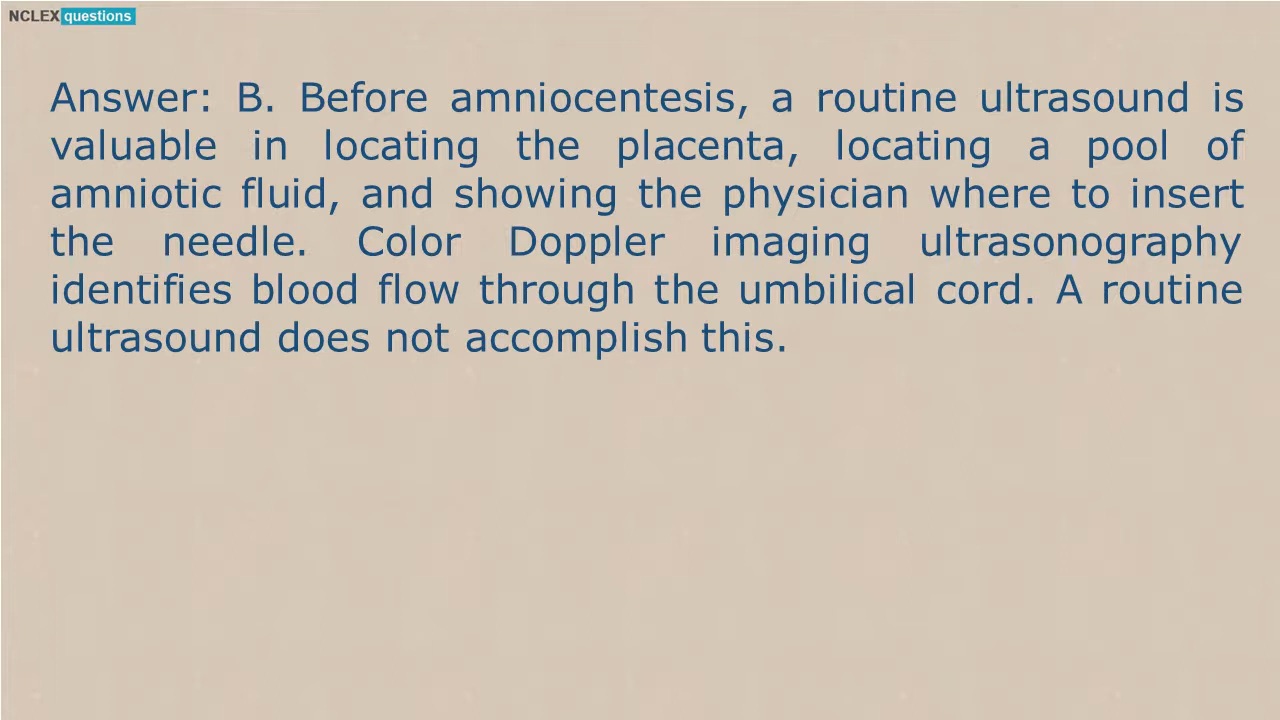 NCLEX questions
Answer: B. Before amniocentesis, a routine ultrasound is
valuable in locating the placenta, locating a pool of
amniotic fluid, and showing the physician where to insert
the needle. Color Doppler imaging ultrasonography
identifies blood flow through the umbilical cord. A routine
ultrasound does not accomplish this.